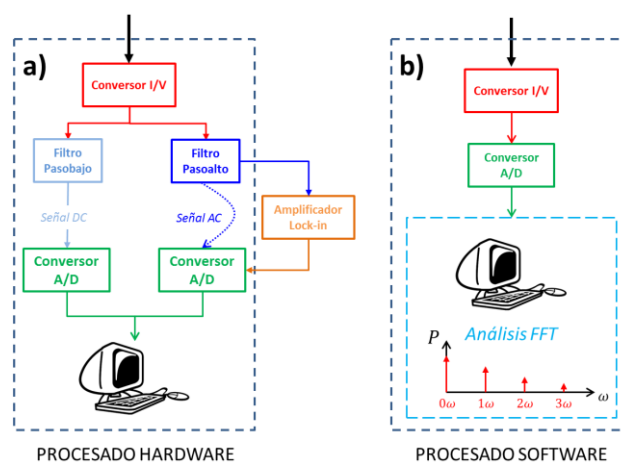 a)
Conversor I/V
Filtro
Pasobajo
Filtro
Pasoalto
Señal DC
Señal AC
Amplificador
Lock-in
Conversor
A/D
Conversor
A/D
PROCESADO HARDWARE
b)
Conversor I/V
Conversor
A/D
Análisis FFT
P
0ω
1ω
2ω
3ω
ω
PROCESADO SOFTWARE